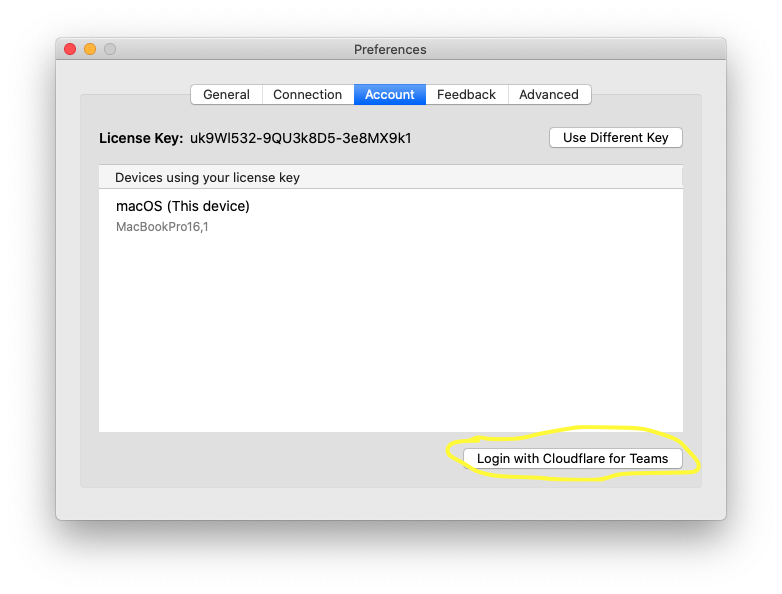 Preferences
General Connection Account Feedback Advanced
License Key: uk9Wl532-9QU3k8D5-3e8MX9k1 Use Different Key
Devices using your license key
macOS (This device)
MacBookPro16,1
Login with Cloudflare for Teams